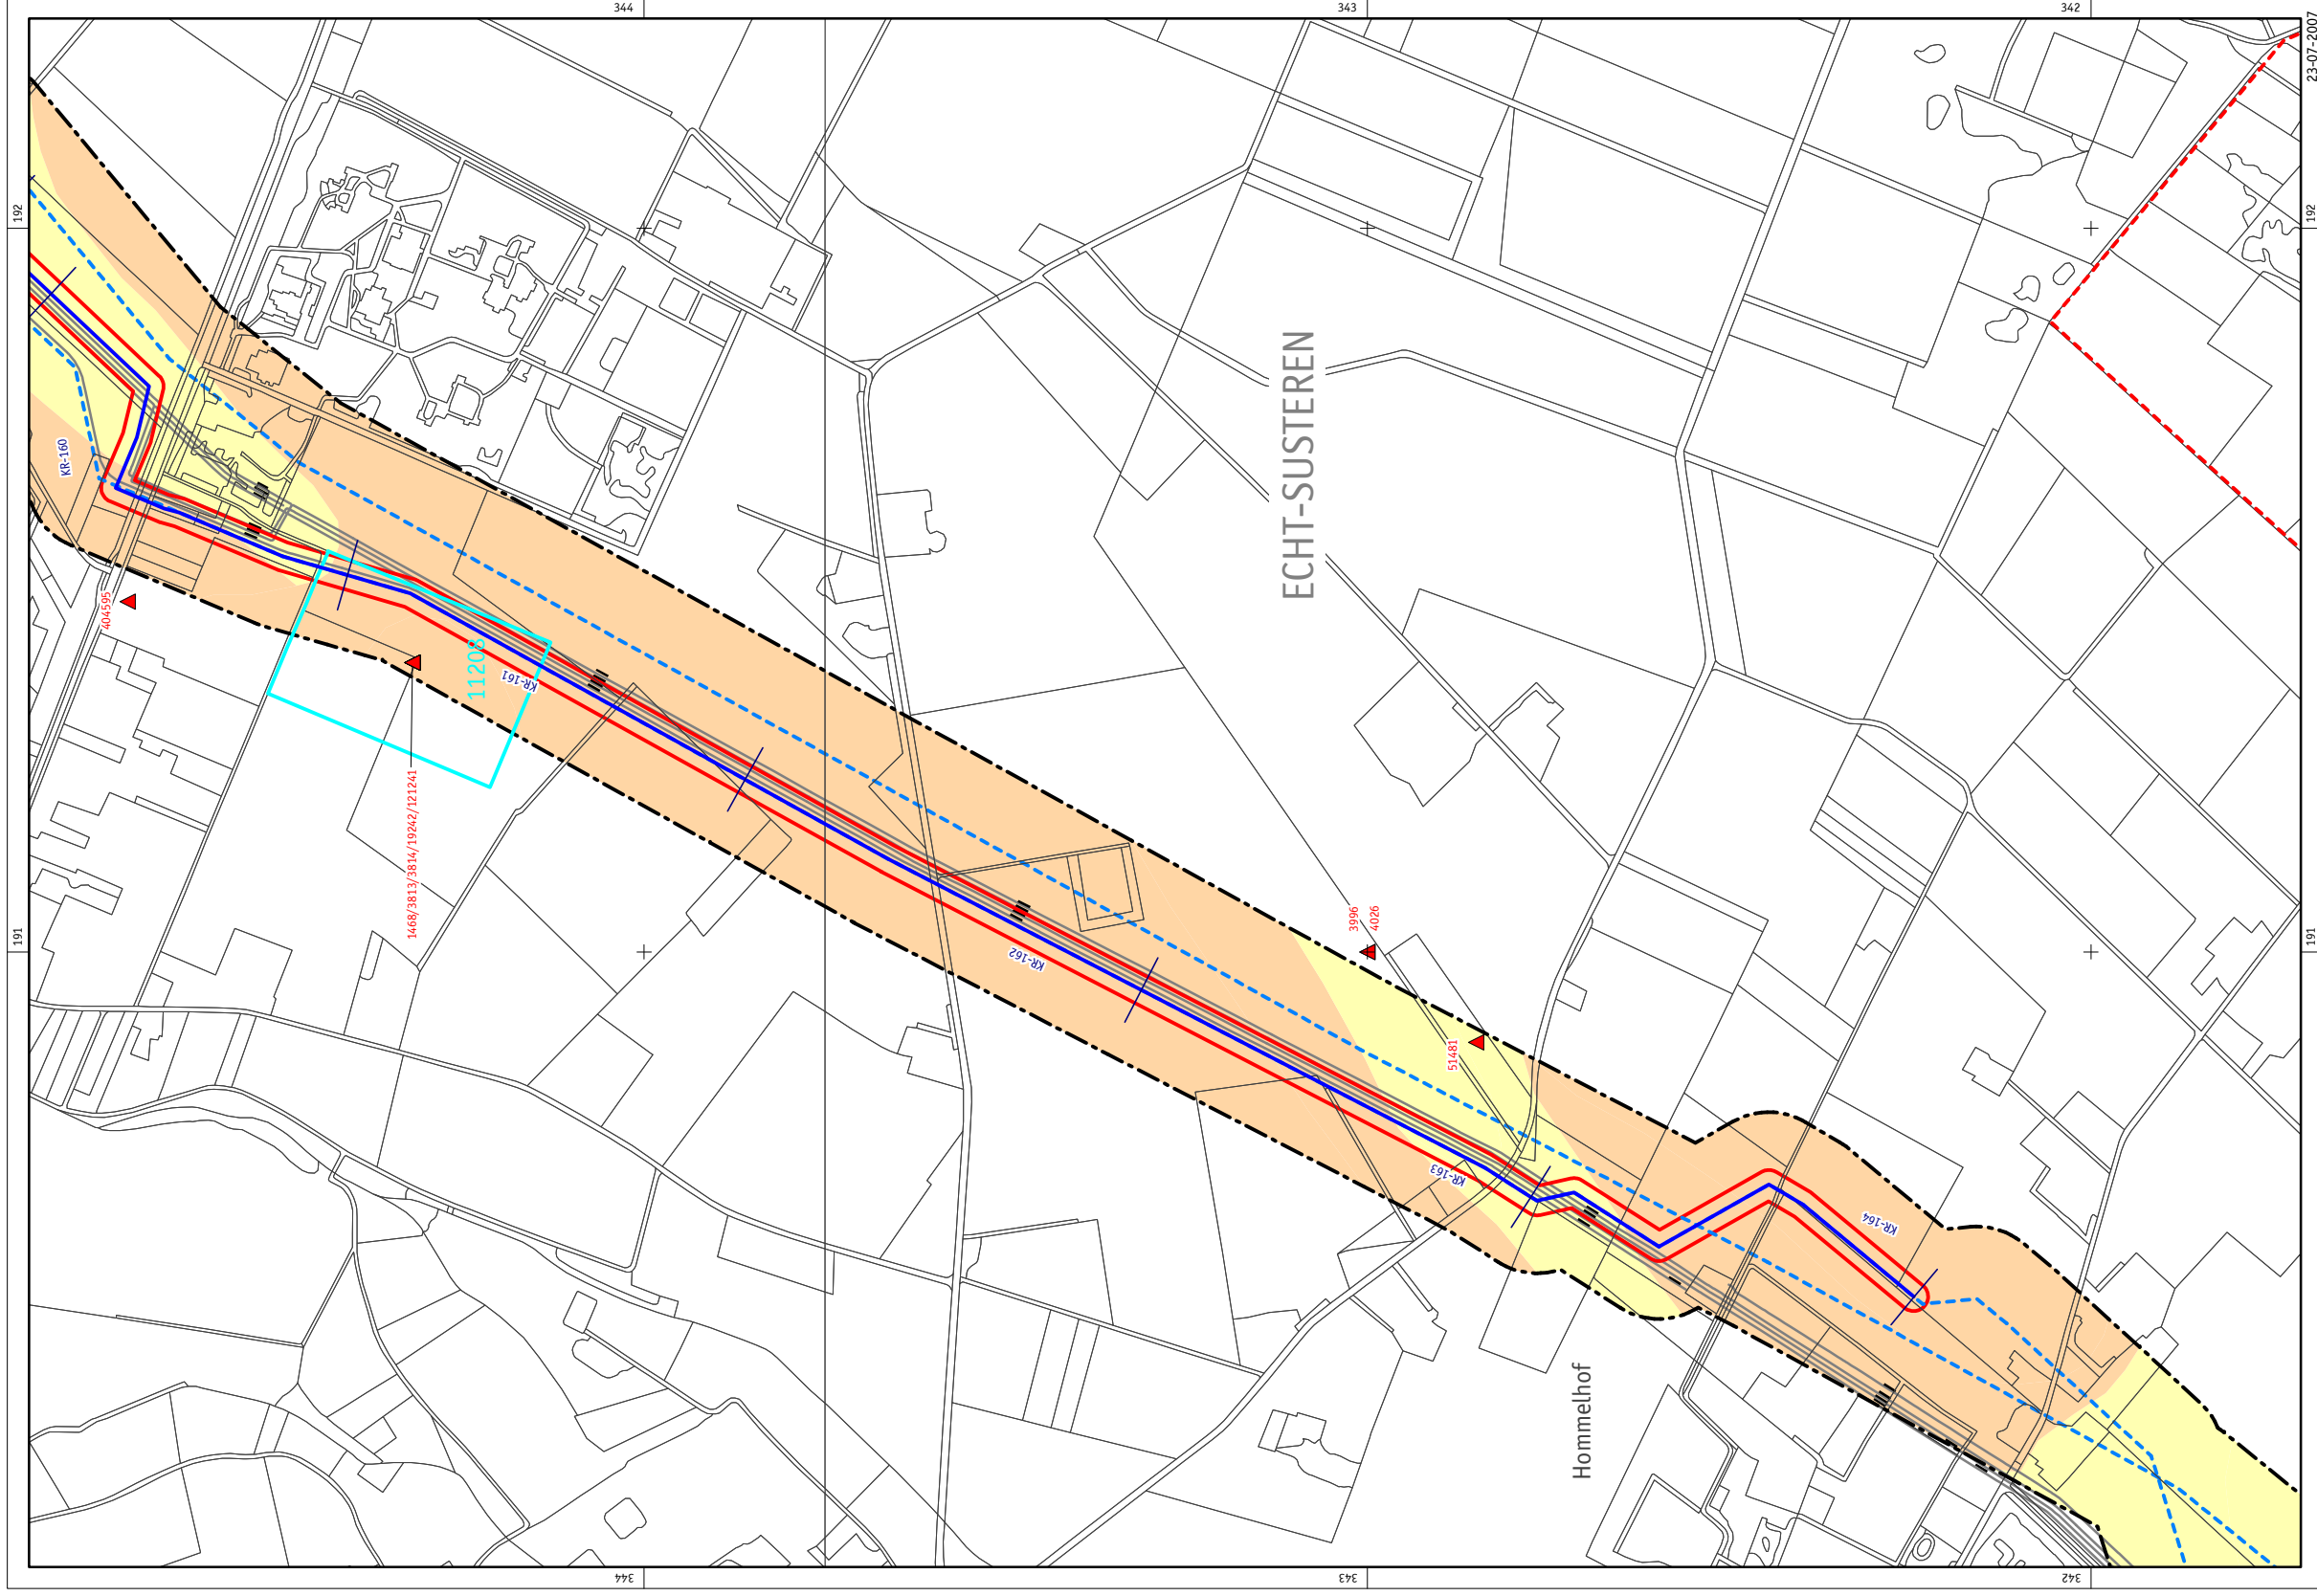 344
343
342
23-07-2007
192
192
KR-160
ECHT-SUSTEREN
404595
11208
KR-161
1468/3813/3814/19242/121241
3996
4026
191
191
KR-162
51481
KR-163
KR-164
Hommelhof
344
343
342